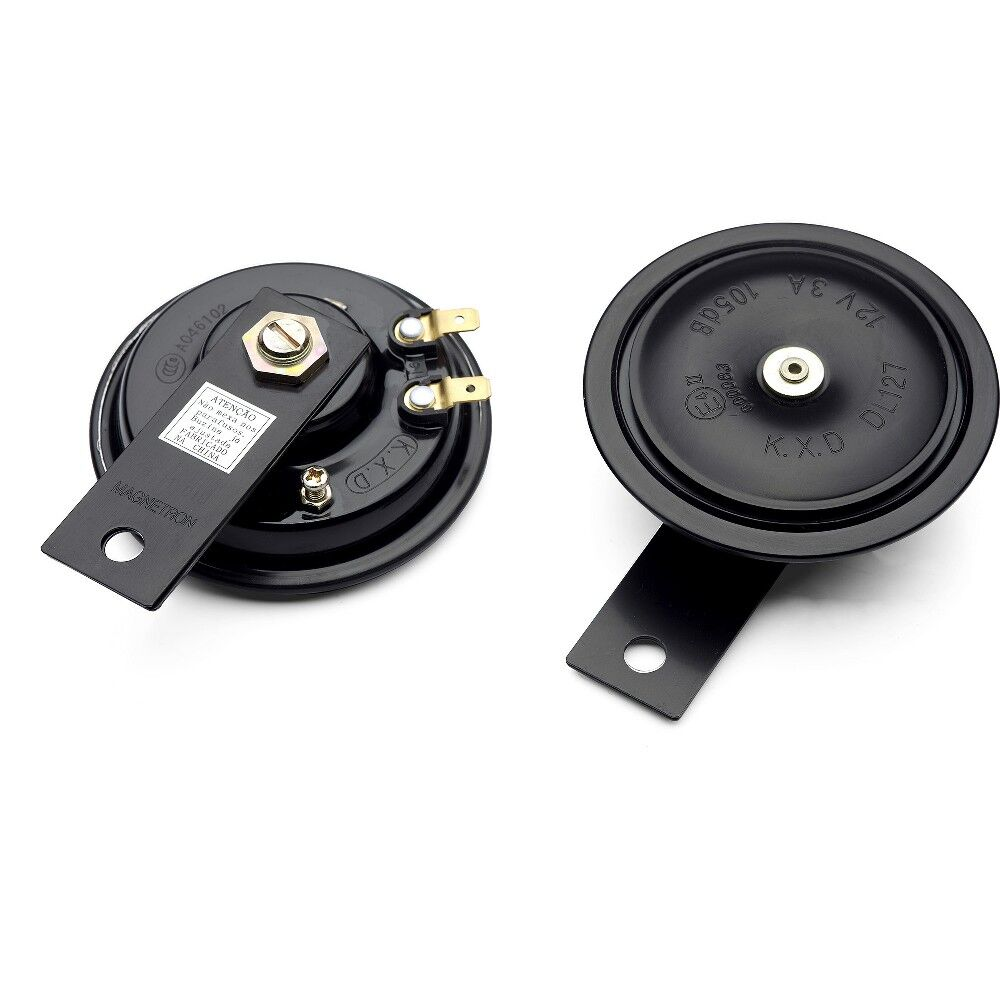 A046102
ATENÇÃO
Não mexa nos
parafusos.
Buzina já
ajustada
FABRICADO
NA CHINA
MAGNETRON
K.X.D
105dB
12V 3A
E4
K.X.D
DL127